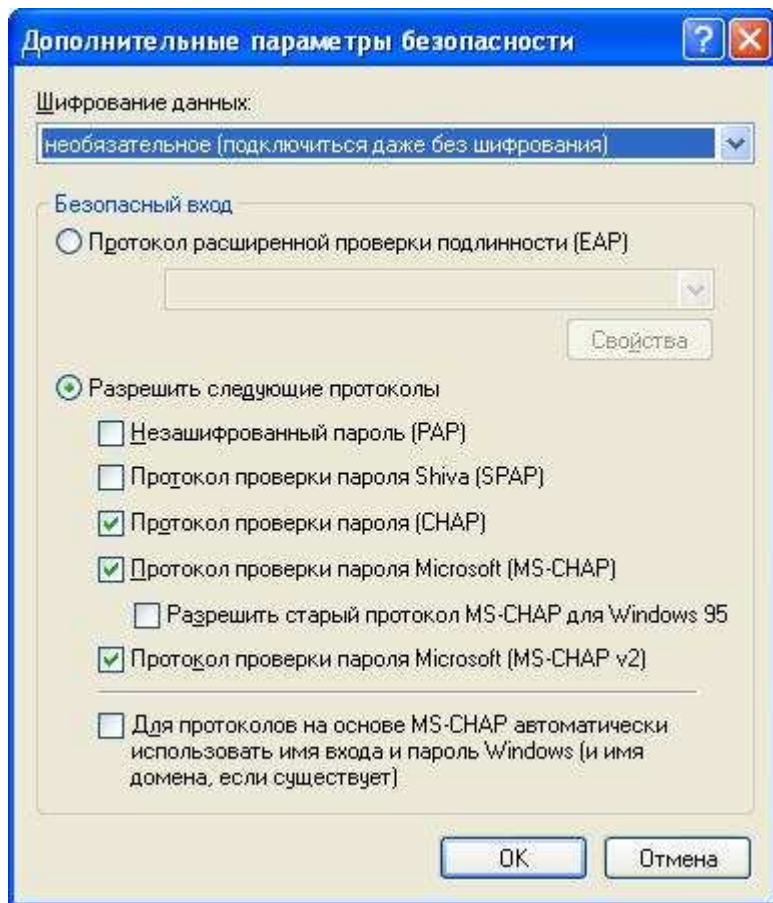 Дополнительные параметры безопасности
Шифрование данных:
необязательное (подключиться даже без шифрования)
Безопасный вход
Протокол расширенной проверки подлинности (EAP)
Свойства
Разрешить следующие протоколы
Незашифрованный пароль (PAP)
Протокол проверки пароля Shiva (SPAP)
Протокол проверки пароля (CHAP)
Протокол проверки пароля Microsoft (MS-CHAP)
Разрешить старый протокол MS-CHAP для Windows 95
Протокол проверки пароля Microsoft (MS-CHAP v2)
Для протоколов на основе MS-CHAP автоматически
использовать имя входа и пароль Windows (и имя
домена, если существует)
OK
Отмена